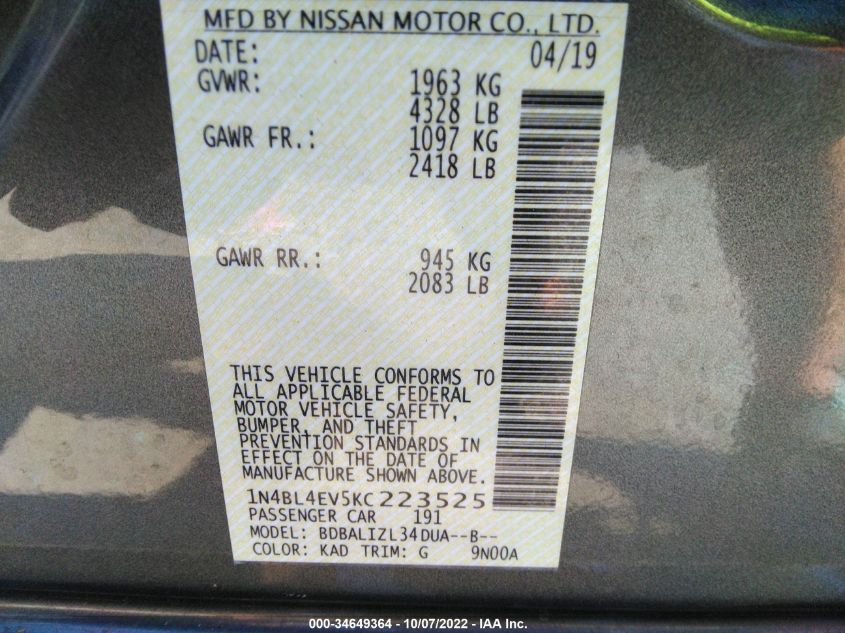 MFD BY NISSAN MOTOR CO., LTD.
DATE: 04/19
GVWR: 1963 KG
4328 LB
GAWR FR.: 1097 KG
2418 LB
GAWR RR.: 945 KG
2083 LB
THIS VEHICLE CONFORMS TO
ALL APPLICABLE FEDERAL
MOTOR VEHICLE SAFETY,
BUMPER, AND THEFT
PREVENTION STANDARDS IN
EFFECT ON THE DATE OF
MANUFACTURE SHOWN ABOVE.
1N4BL4EV5KC223525
PASSENGER CAR 191
MODEL: BDBALIZL34DUA--B--
COLOR: KAD TRIM: G 9N00A
000-34649364 - 10/07/2022 - IAA Inc.